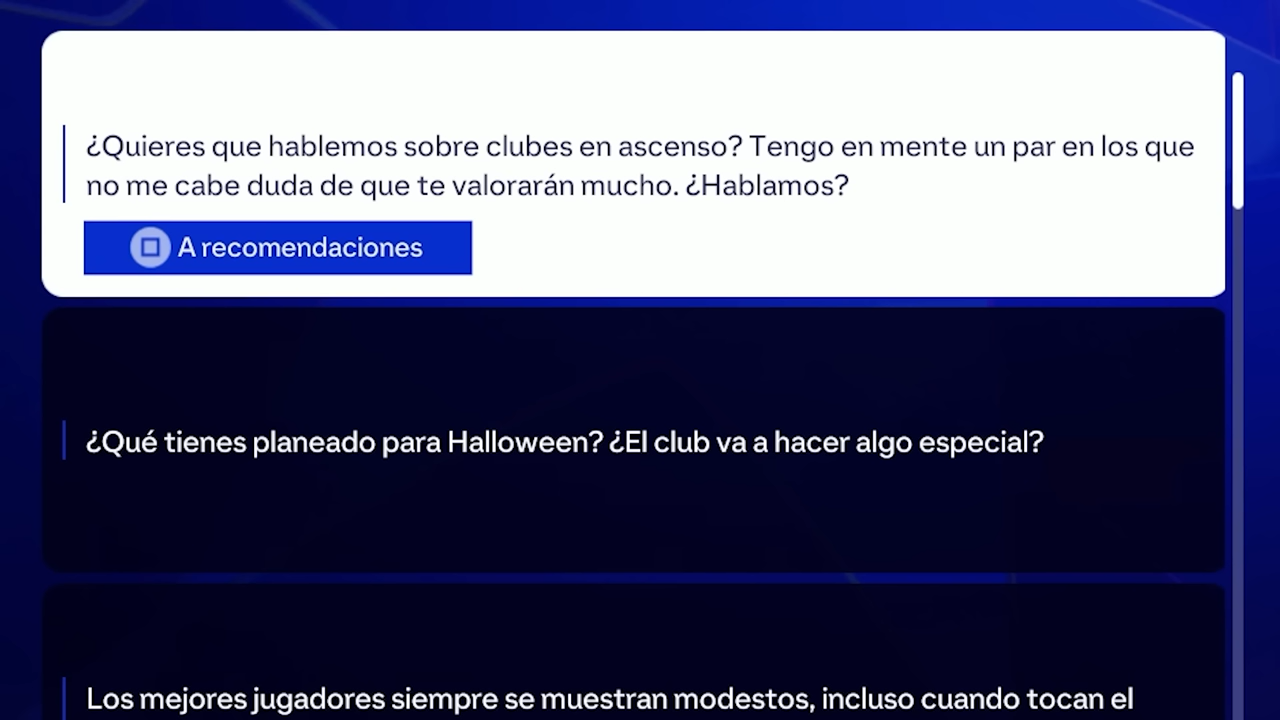 ¿Quieres que hablemos sobre clubes en ascenso? Tengo en mente un par en los que
no me cabe duda de que te valorarán mucho. ¿Hablamos?
A recomendaciones
¿Qué tienes planeado para Halloween? ¿El club va a hacer algo especial?
Los mejores jugadores siempre se muestran modestos, incluso cuando tocan el